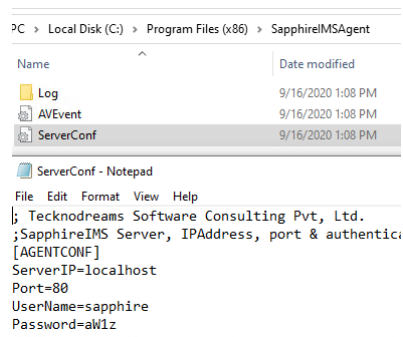 PC > Local Disk (C:) > Program Files (x86) > SapphireIMSAgent
Name Date modified
Log 9/16/2020 1:08 PM
AVEvent 9/16/2020 1:08 PM
ServerConf 9/16/2020 1:08 PM
ServerConf - Notepad
File Edit Format View Help
; Tecknodreams Software Consulting Pvt, Ltd.
;SapphireIMS Server, IPAddress, port & authentica
[AGENTCONF]
ServerIP=localhost
Port=80
UserName=sapphire
Password=aW1z